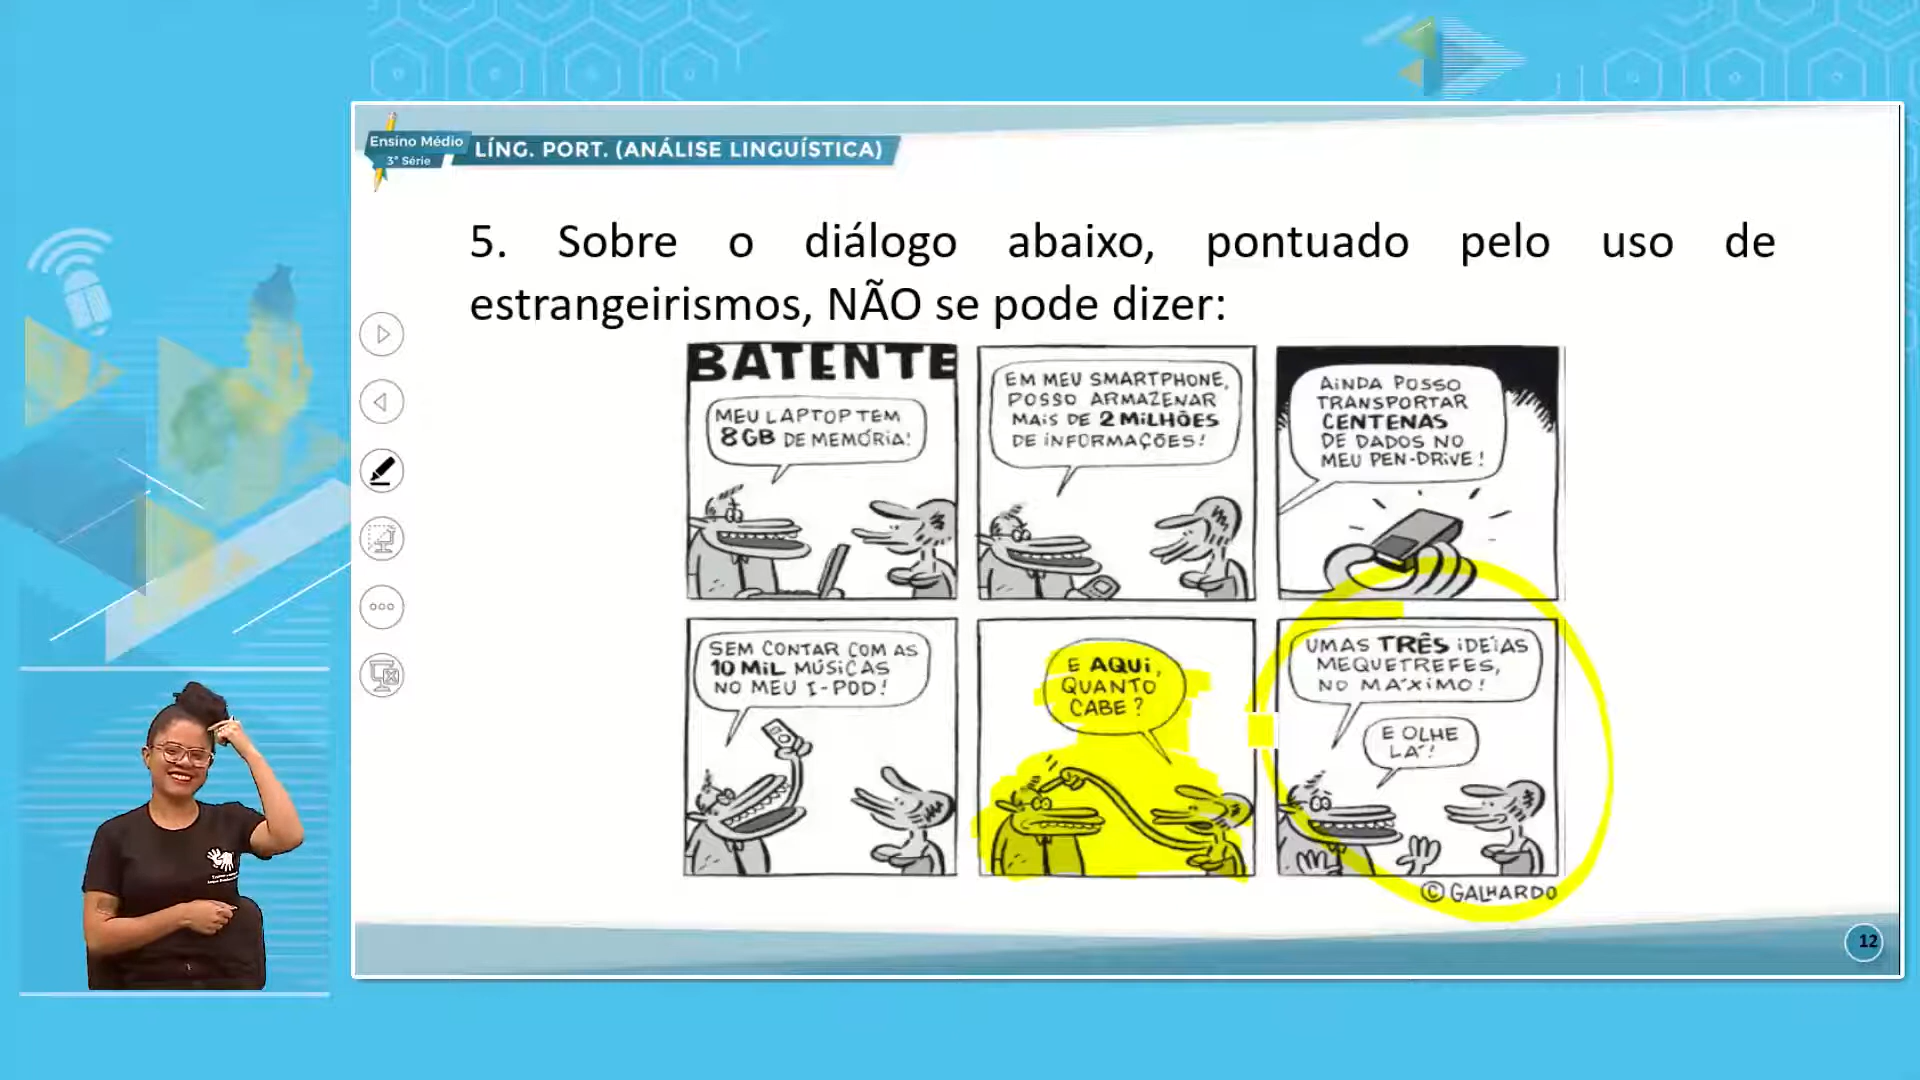 Ensino Médio
3ª Série
LÍNG. PORT. (ANÁLISE LINGUÍSTICA)
5. Sobre o diálogo abaixo, pontuado pelo uso de
estrangeirismos, NÃO se pode dizer:
BATENTE
MEU LAPTOP TEM
8GB DE MEMÓRIA!
EM MEU SMARTPHONE,
POSSO ARMAZENAR
MAIS DE 2 MILHÕES
DE INFORMAÇÕES!
AINDA POSSO
TRANSPORTAR
CENTENAS
DE DADOS NO
MEU PEN-DRIVE!
SEM CONTAR COM AS
10 MIL MÚSICAS
NO MEU I-POD!
E AQUI,
QUANTO
CABE?
UMAS TRÊS IDEÍAS
MEQUETREFES,
NO MÁXIMO!
E OLHE
LÁ!
© GALHARDO
12